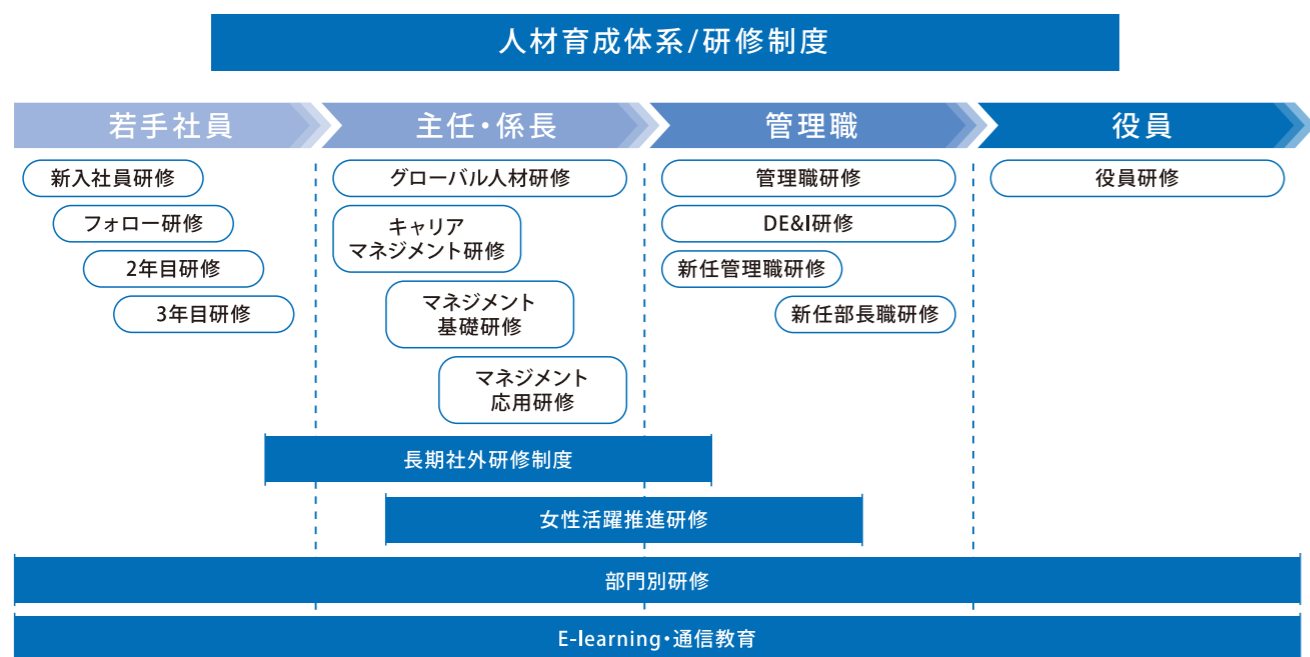 人材育成体系/研修制度
若手社員
主任・係長
管理職
役員
新入社員研修
フォロー研修
2年目研修
3年目研修
グローバル人材研修
キャリア
マネジメント研修
マネジメント
基礎研修
マネジメント
応用研修
管理職研修
DE&I研修
新任管理職研修
新任部長職研修
役員研修
長期社外研修制度
女性活躍推進研修
部門別研修
E-learning・通信教育